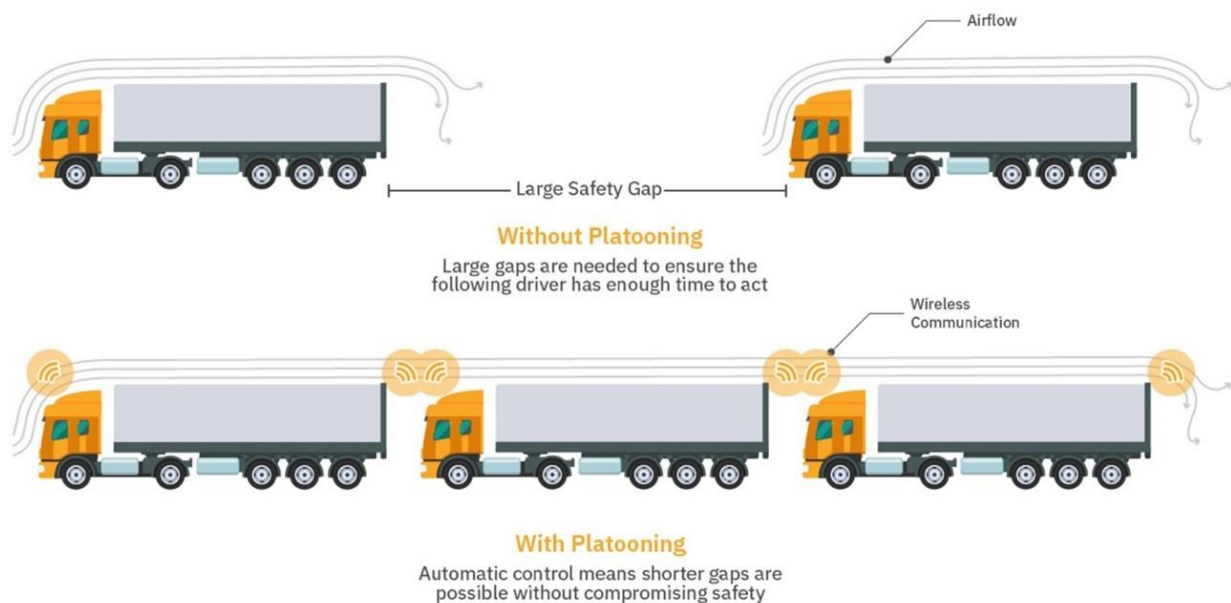 Airflow
Large Safety Gap
Without Platooning
Large gaps are needed to ensure the
following driver has enough time to act
Wireless
Communication
With Platooning
Automatic control means shorter gaps are
possible without compromising safety